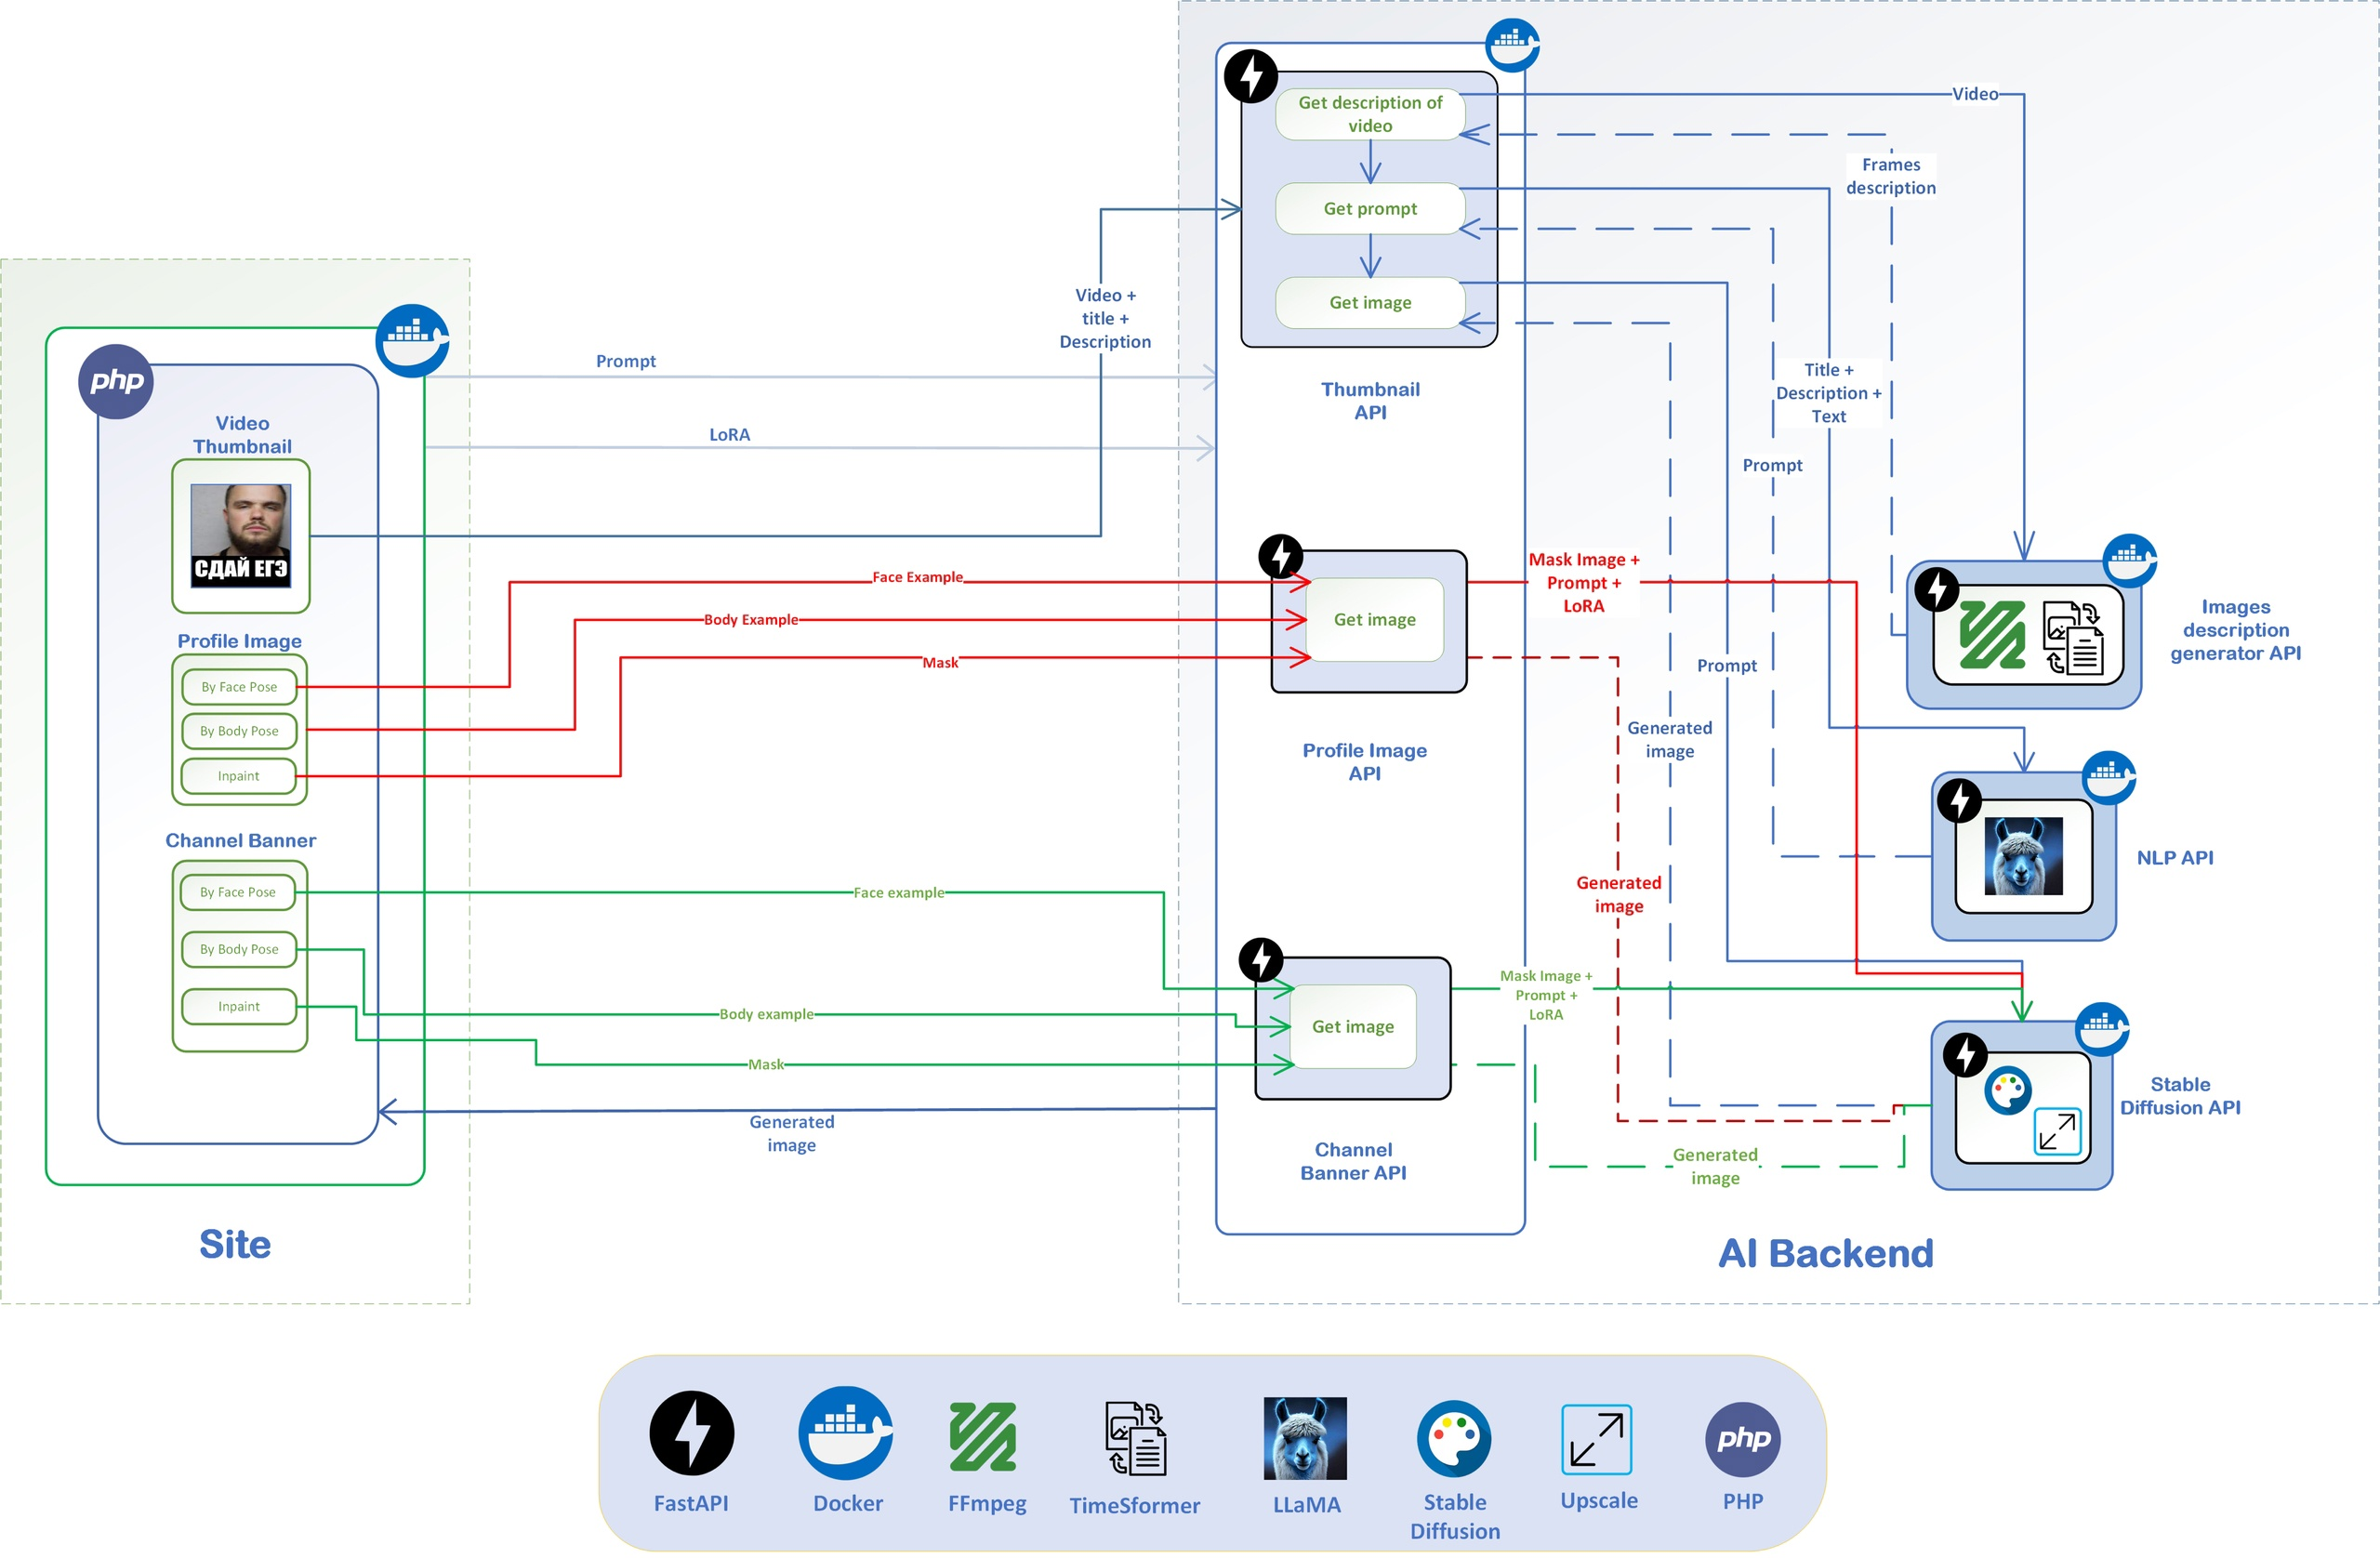 php
Video
Thumbnail
СДАЙ ЕГЭ
Profile Image
By Face Pose
By Body Pose
Inpaint
Channel Banner
By Face Pose
By Body Pose
Inpaint
Site
Prompt
LoRA
Video +
title +
Description
Face Example
Body Example
Mask
Face example
Body example
Mask
Generated
image
Get description of
video
Get prompt
Get image
Thumbnail
API
Get image
Profile Image
API
Get image
Channel
Banner API
Video
Frames
description
Title +
Description +
Text
Prompt
Mask Image +
Prompt +
LoRA
Prompt
Generated
image
Generated
image
Mask Image +
Prompt +
LoRA
Generated
image
Images
description
generator API
NLP API
Stable
Diffusion API
AI Backend
FastAPI
Docker
FFmpeg
TimeSformer
LLaMA
Stable
Diffusion
Upscale
php
PHP